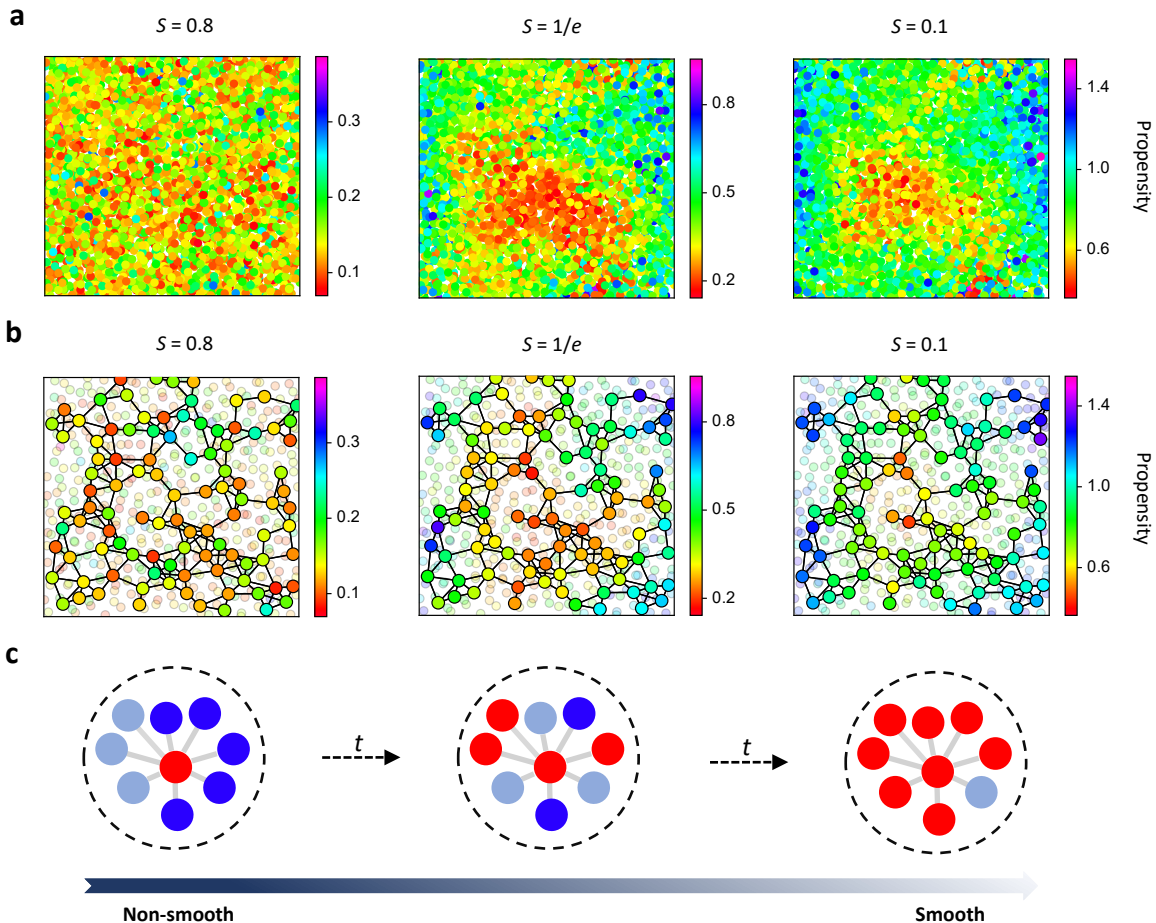 a
S = 0.8
S = 1/e
S = 0.1
0.3
0.2
0.1
0.8
0.5
0.2
1.4
1.0
0.6
Propensity
b
S = 0.8
S = 1/e
S = 0.1
0.3
0.2
0.1
0.8
0.5
0.2
1.4
1.0
0.6
Propensity
c
t
t
Non-smooth
Smooth